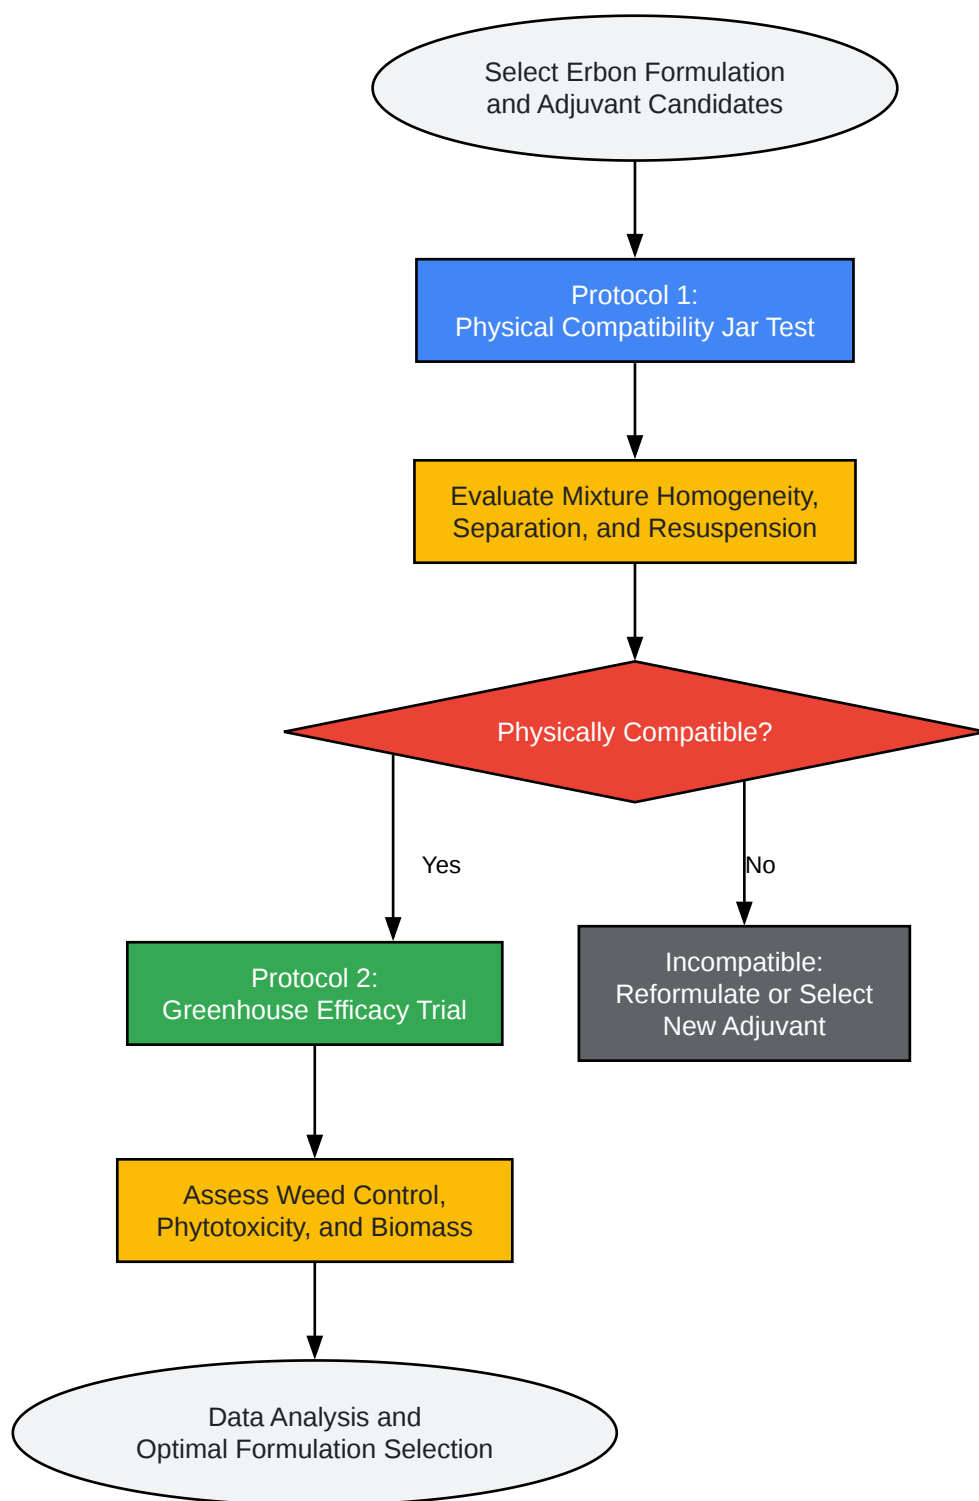 Select Erbon Formulation
and Adjuvant Candidates
Protocol 1:
Physical Compatibility Jar Test
Evaluate Mixture Homogeneity,
Separation, and Resuspension
Physically Compatible?
Yes
No
Protocol 2:
Greenhouse Efficacy Trial
Incompatible:
Reformulate or Select
New Adjuvant
Assess Weed Control,
Phytotoxicity, and Biomass
Data Analysis and
Optimal Formulation Selection